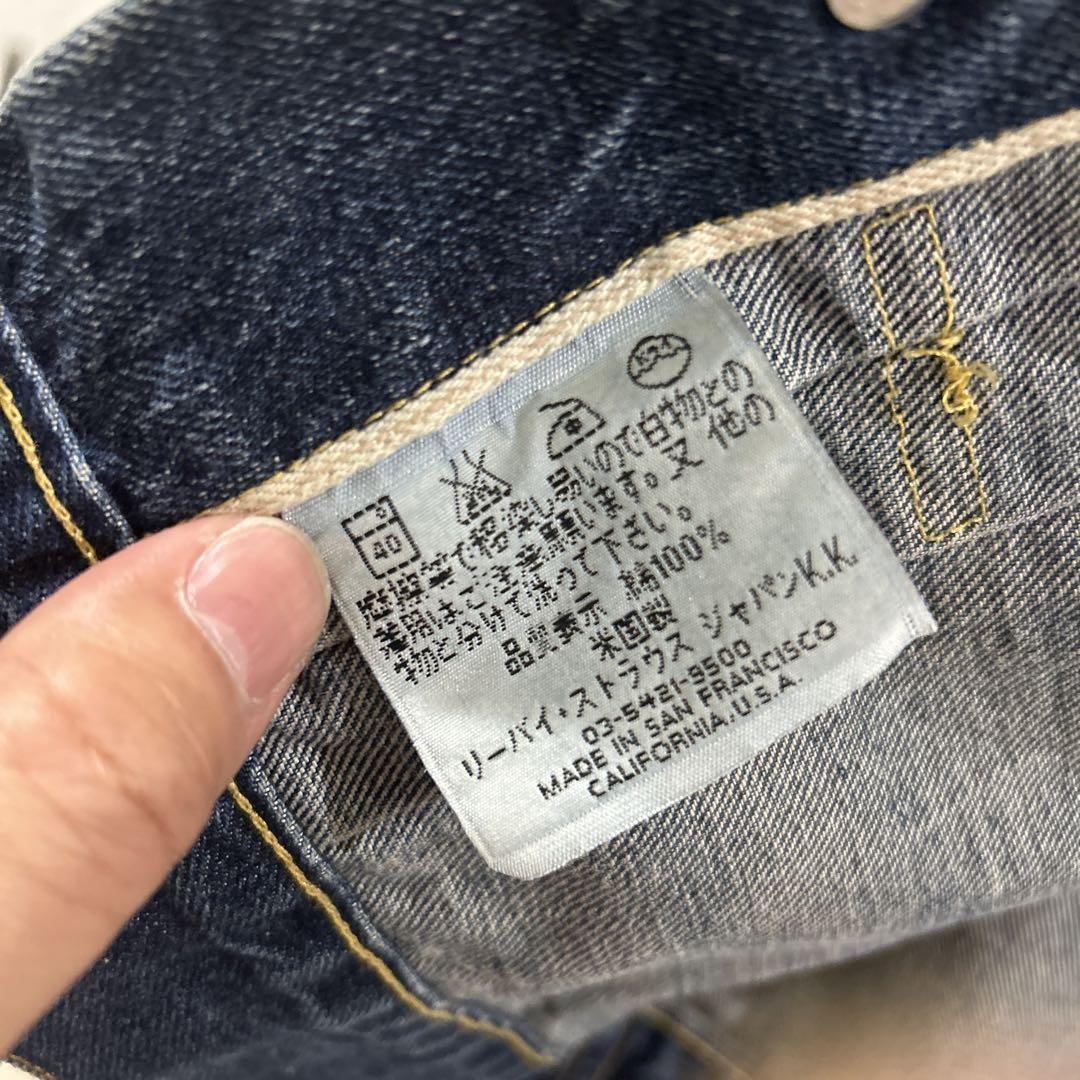 40
摩擦等で格落し易いので白物との
兼用はご注意願います。又 他の
物と分けて洗って下さい。
品質表示 綿100%
米国製
リーバイ・ストラウス ジャパンK.K.
03-5421-9500
MADE IN SAN FRANCISCO
CALIFORNIA, U.S.A.